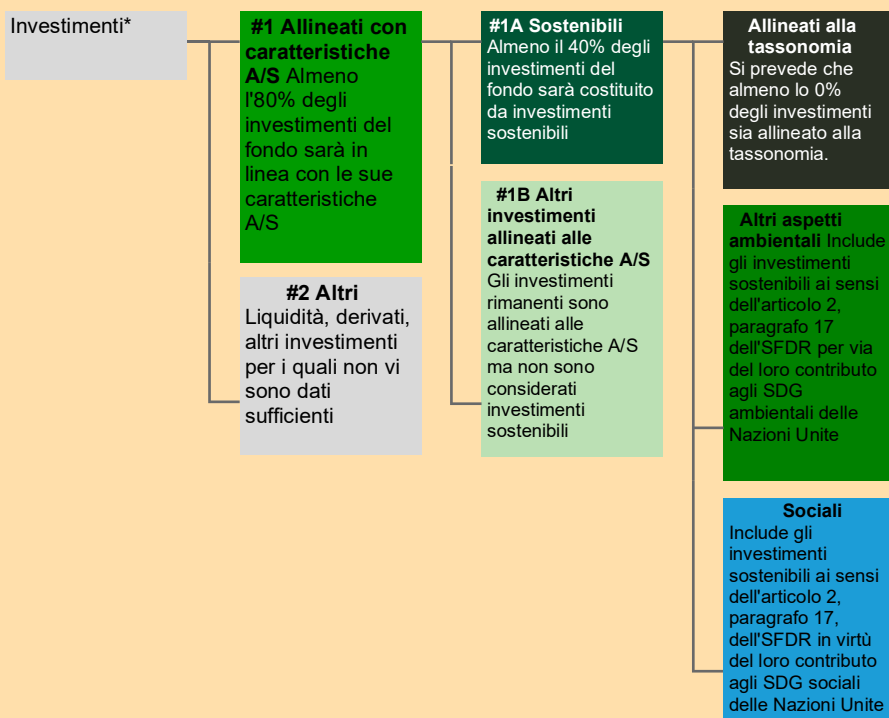 Investimenti*
#1 Allineati con
caratteristiche
A/S Almeno
l'80% degli
investimenti del
fondo sarà in
linea con le sue
caratteristiche
A/S
#2 Altri
Liquidità, derivati,
altri investimenti
per i quali non vi
sono dati
sufficienti
#1A Sostenibili
Almeno il 40% degli
investimenti del
fondo sarà costituito
da investimenti
sostenibili
#1B Altri
investimenti
allineati alle
caratteristiche A/S
Gli investimenti
rimanenti sono
allineati alle
caratteristiche A/S
ma non sono
considerati
investimenti
sostenibili
Allineati alla
tassonomia
Si prevede che
almeno lo 0%
degli investimenti
sia allineato alla
tassonomia.
Altri aspetti
ambientali Include
gli investimenti
sostenibili ai sensi
dell'articolo 2,
paragrafo 17
dell'SFDR per via
del loro contributo
agli SDG
ambientali delle
Nazioni Unite
Sociali
Include gli
investimenti
sostenibili ai sensi
dell'articolo 2,
paragrafo 17,
dell'SFDR in virtù
del loro contributo
agli SDG sociali
delle Nazioni Unite